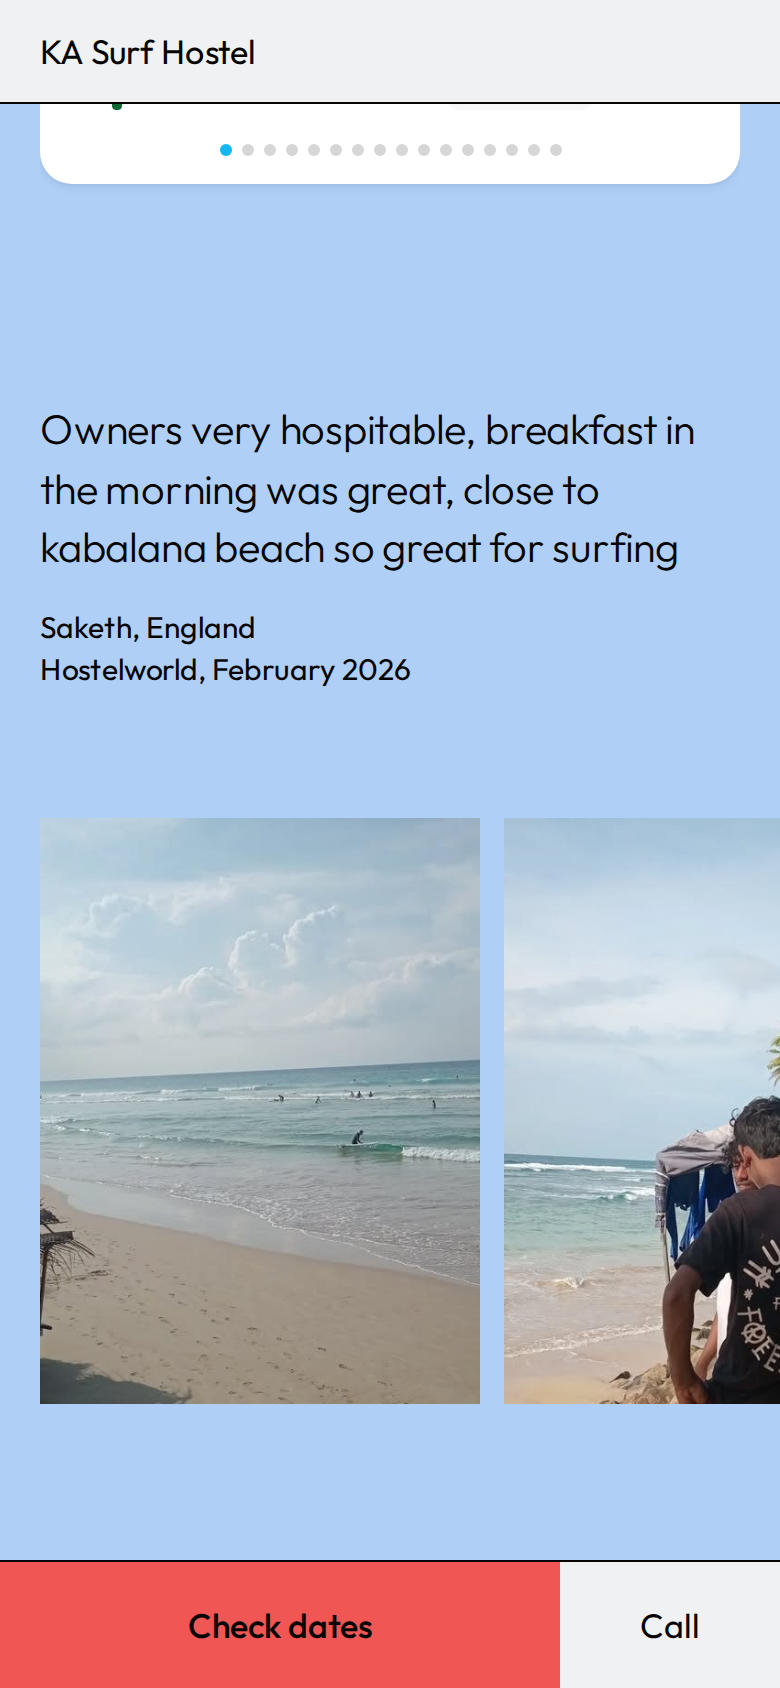 KA Surf Hostel
Owners very hospitable, breakfast in
the morning was great, close to
kabalana beach so great for surfing
Saketh, England
Hostelworld, February 2026
Check dates
Call